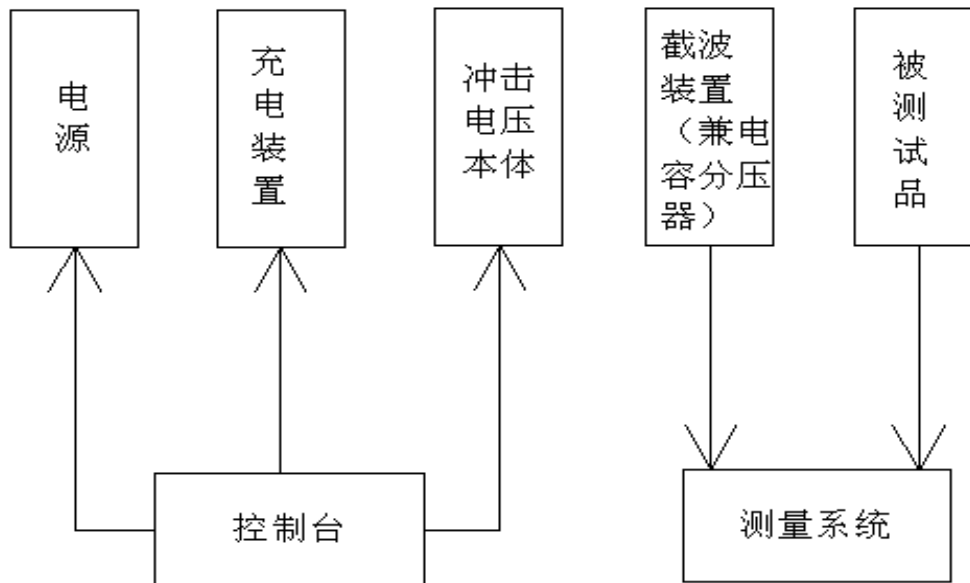 电
源
充
电
装
置
冲击
电压
本体
截波
装置
（兼电
容分压
器）
被
测
试
品
控制台
测量系统